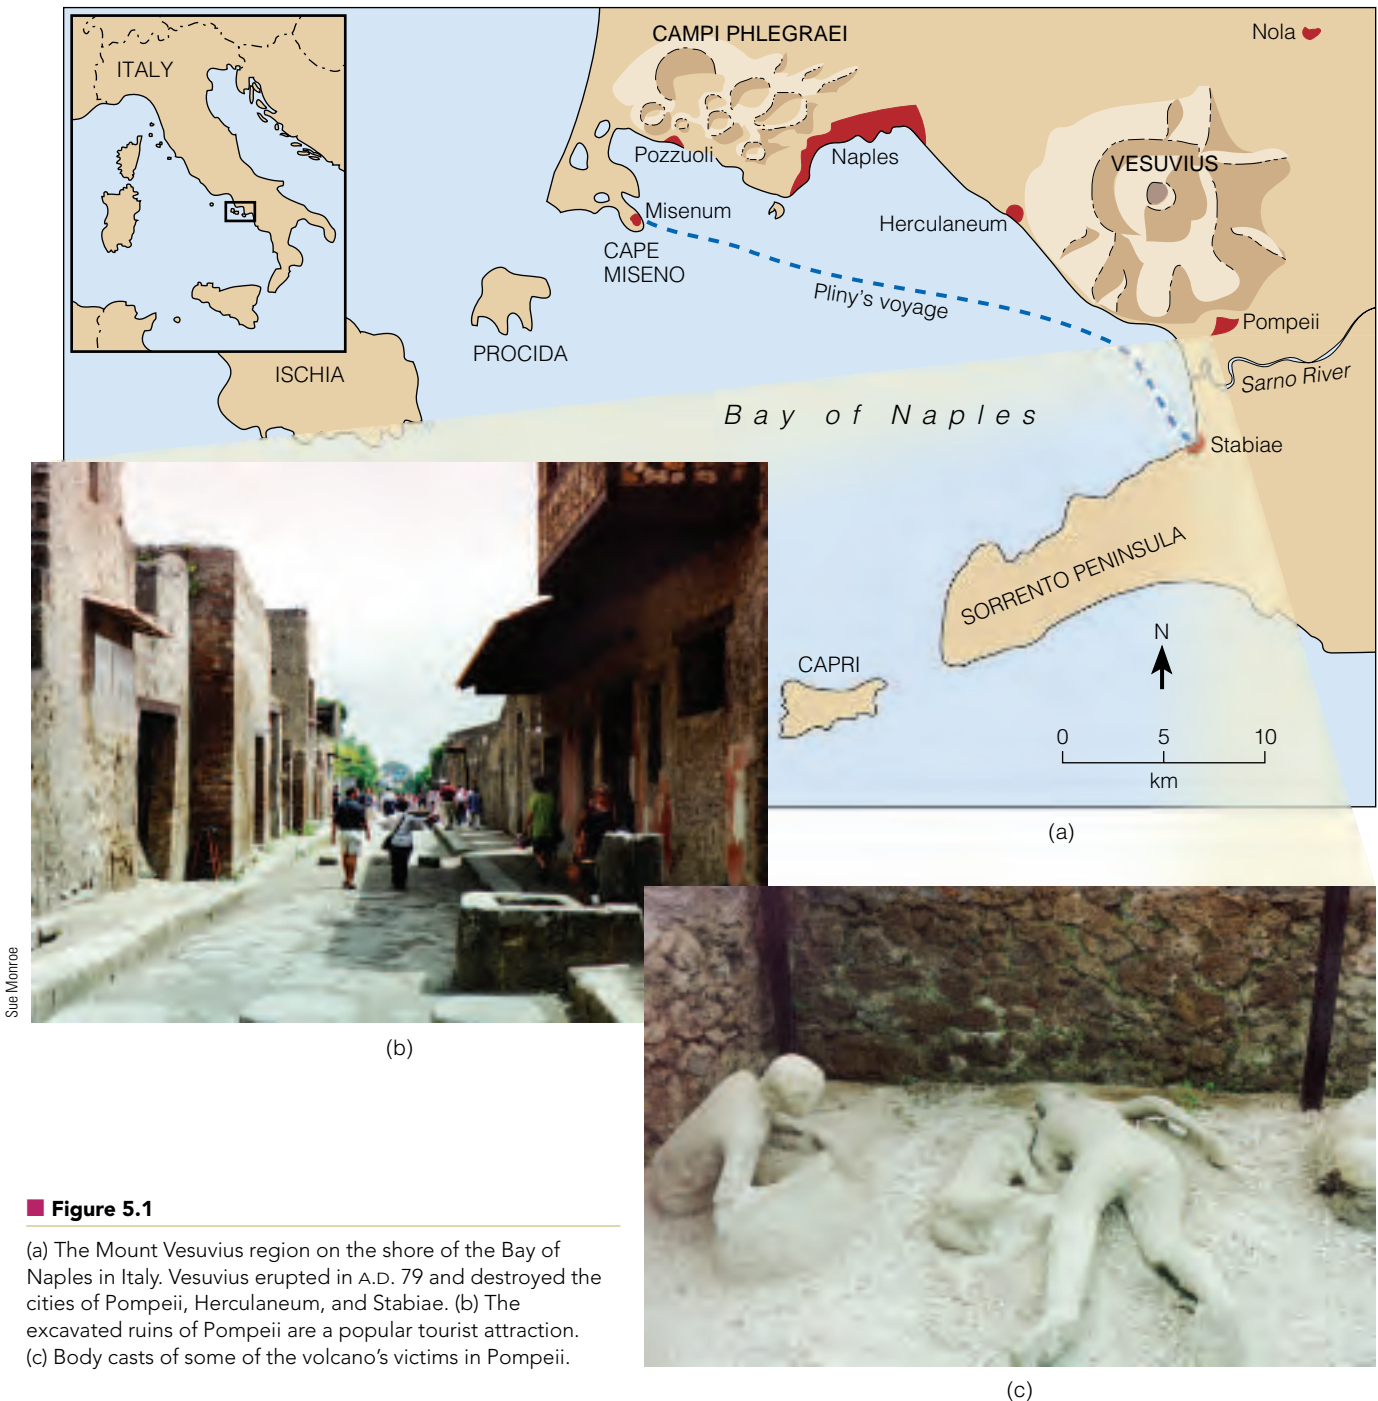 ITALY
CAMPI PHLEGRAEI
Nola
Pozzuoli
Naples
VESUVIUS
Misenum
Herculaneum
CAPE
MISENO
Pliny's voyage
Pompeii
PROCIDA
ISCHIA
Sarno River
Bay of Naples
Stabiae
SORRENTO PENINSULA
N
CAPRI
0 5 10
km
(a)
Sue Monroe
(b)
Figure 5.1
(a) The Mount Vesuvius region on the shore of the Bay of
Naples in Italy. Vesuvius erupted in A.D. 79 and destroyed the
cities of Pompeii, Herculaneum, and Stabiae. (b) The
excavated ruins of Pompeii are a popular tourist attraction.
(c) Body casts of some of the volcano's victims in Pompeii.
(c)